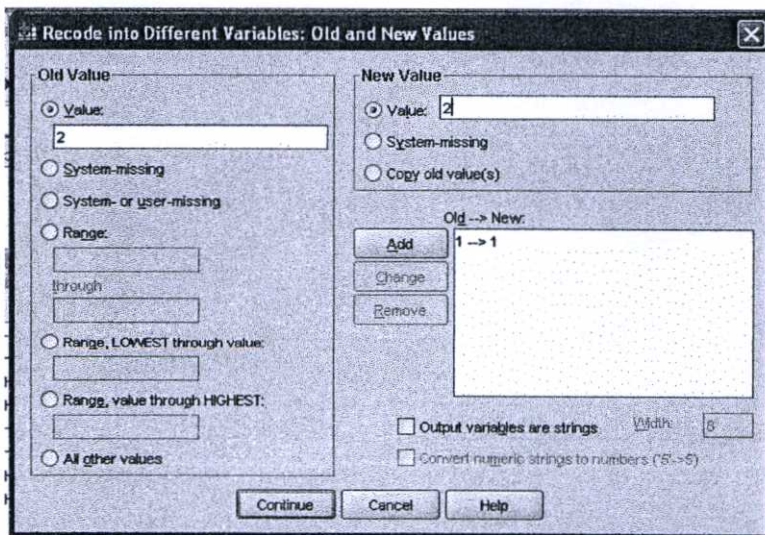 Recode into Different Variables: Old and New Values
Old Value
Value:
2
System-missing
System- or user-missing
Range:
through
Range, LOWEST through value:
Range, value through HIGHEST:
All other values
New Value
Value: 2
System-missing
Copy old value(s)
Old --> New:
Add
Change
Remove
1 --> 1
Output variables are strings
Width: 8
Convert numeric strings to numbers ('5'->5)
Continue
Cancel
Help